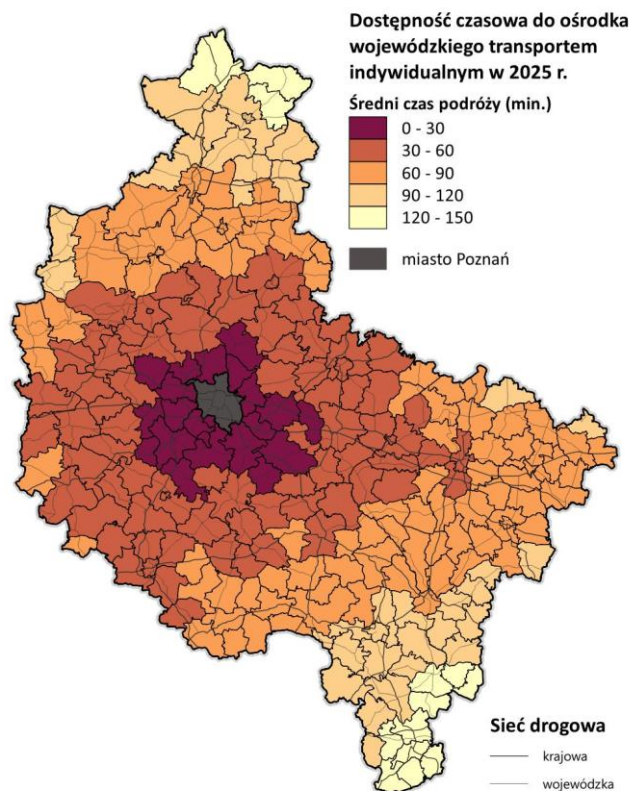 Dostępność czasowa do ośrodka
wojewódzkiego transportem
indywidualnym w 2025 r.
Średni czas podróży (min.)
0 - 30
30 - 60
60 - 90
90 - 120
120 - 150
miasto Poznań
Sieć drogowa
krajowa
wojewódzka